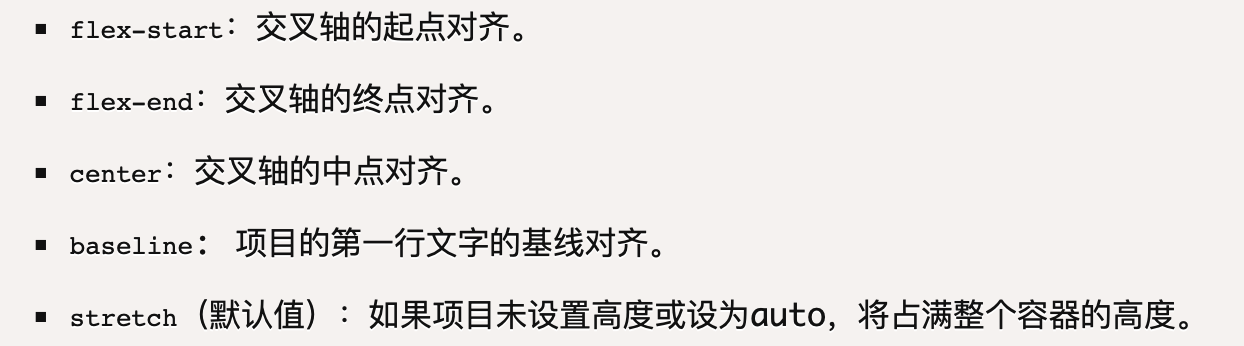 ▪ flex-start：交叉轴的起点对齐。
▪ flex-end：交叉轴的终点对齐。
▪ center：交叉轴的中点对齐。
▪ baseline: 项目的第一行文字的基线对齐。
▪ stretch（默认值）：如果项目未设置高度或设为auto，将占满整个容器的高度。